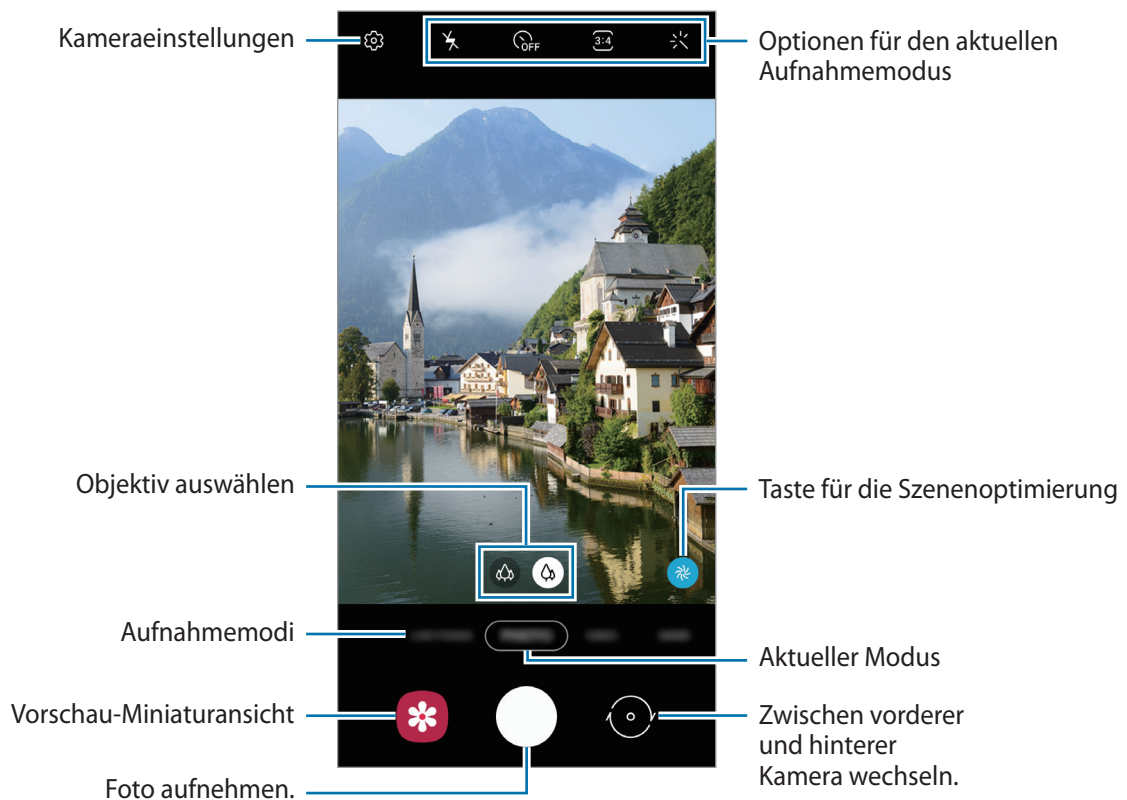 Kameraeinstellungen
OFF
3:4
Optionen für den aktuellen
Aufnahmemodus
Objektiv auswählen
Taste für die Szenenoptimierung
Aufnahmemodi
Aktueller Modus
Vorschau-Miniaturansicht
Zwischen vorderer
und hinterer
Kamera wechseln.
Foto aufnehmen.